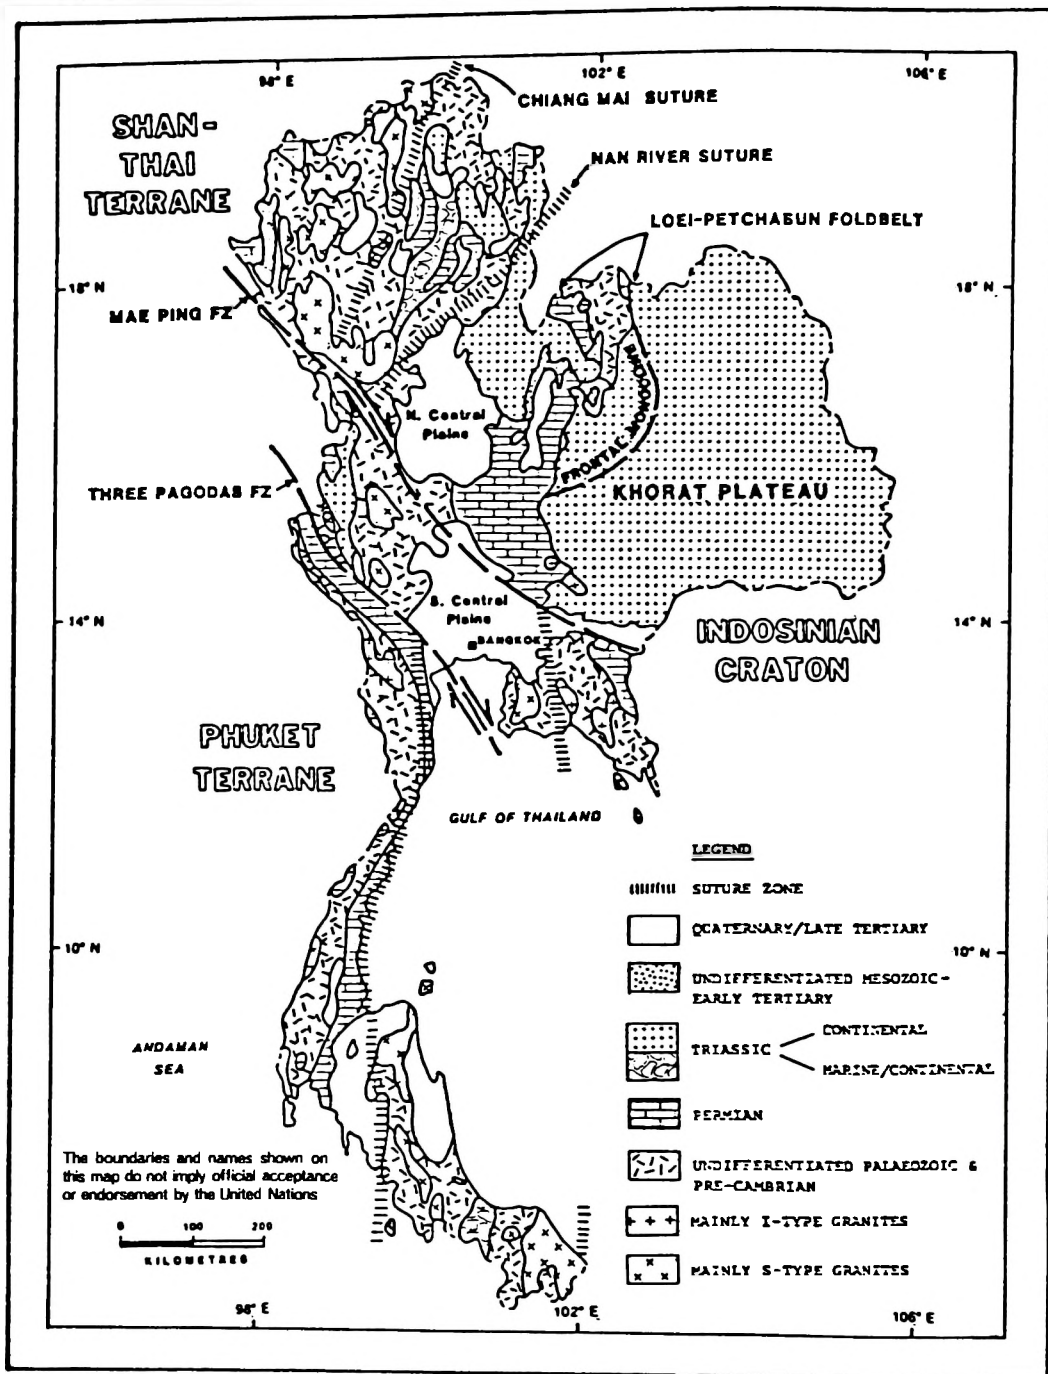 98° E
102° E
106° E
CHIANG MAI SUTURE
SHAN-
THAI
TERRANE
NAN RIVER SUTURE
LOEI-PETCHABUN FOLDBELT
18° N
18° N
MAE PING FZ
FRONTAL MONOCLINE
N. Central
Plains
THREE PAGODAS FZ
KHORAT PLATEAU
S. Central
Plains
BANGKOK
14° N
14° N
INDOSINIAN
CRATON
PHUKET
TERRANE
GULF OF THAILAND
LEGEND
SUTURE ZONE
QUATERNARY/LATE TERTIARY
10° N
10° N
UNDIFFERENTIATED MESOZOIC-
EARLY TERTIARY
TRIASSIC
CONTINENTAL
MARINE/CONTINENTAL
ANDAMAN
SEA
PERMIAN
The boundaries and names shown on
this map do not imply official acceptance
or endorsement by the United Nations
UNDIFFERENTIATED PALAEOZOIC &
PRE-CAMBRIAN
MAINLY I-TYPE GRANITES
0 100 200
KILOMETRES
MAINLY S-TYPE GRANITES
98° E
102° E
106° E